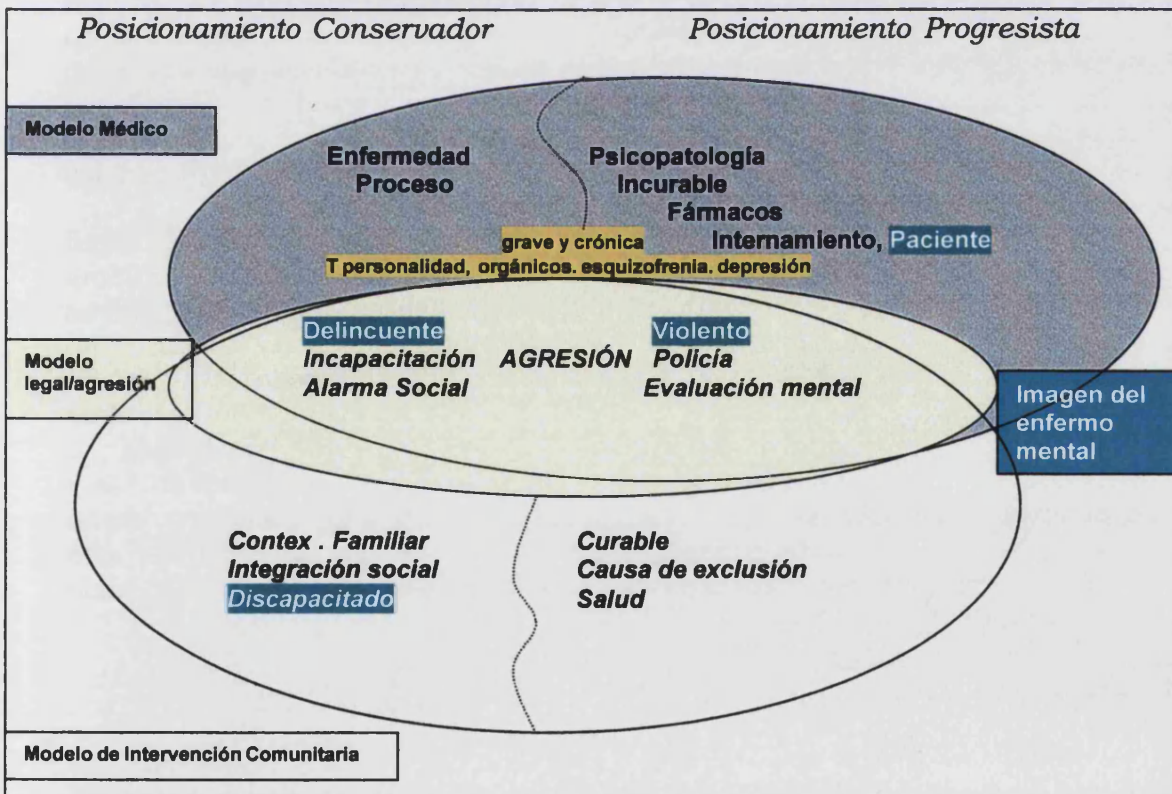 Posicionamiento Conservador
Posicionamiento Progresista
Modelo Médico
Enfermedad
Proceso
Psicopatología
Incurable
Fármacos
Internamiento, Paciente
grave y crónica
T personalidad, orgánicos. esquizofrenia. depresión
Modelo
legal/agresión
Delincuente
Incapacitación
Alarma Social
AGRESIÓN
Violento
Policía
Evaluación mental
Imagen del
enfermo
mental
Contex . Familiar
Integración social
Discapacitado
Curable
Causa de exclusión
Salud
Modelo de Intervención Comunitaria